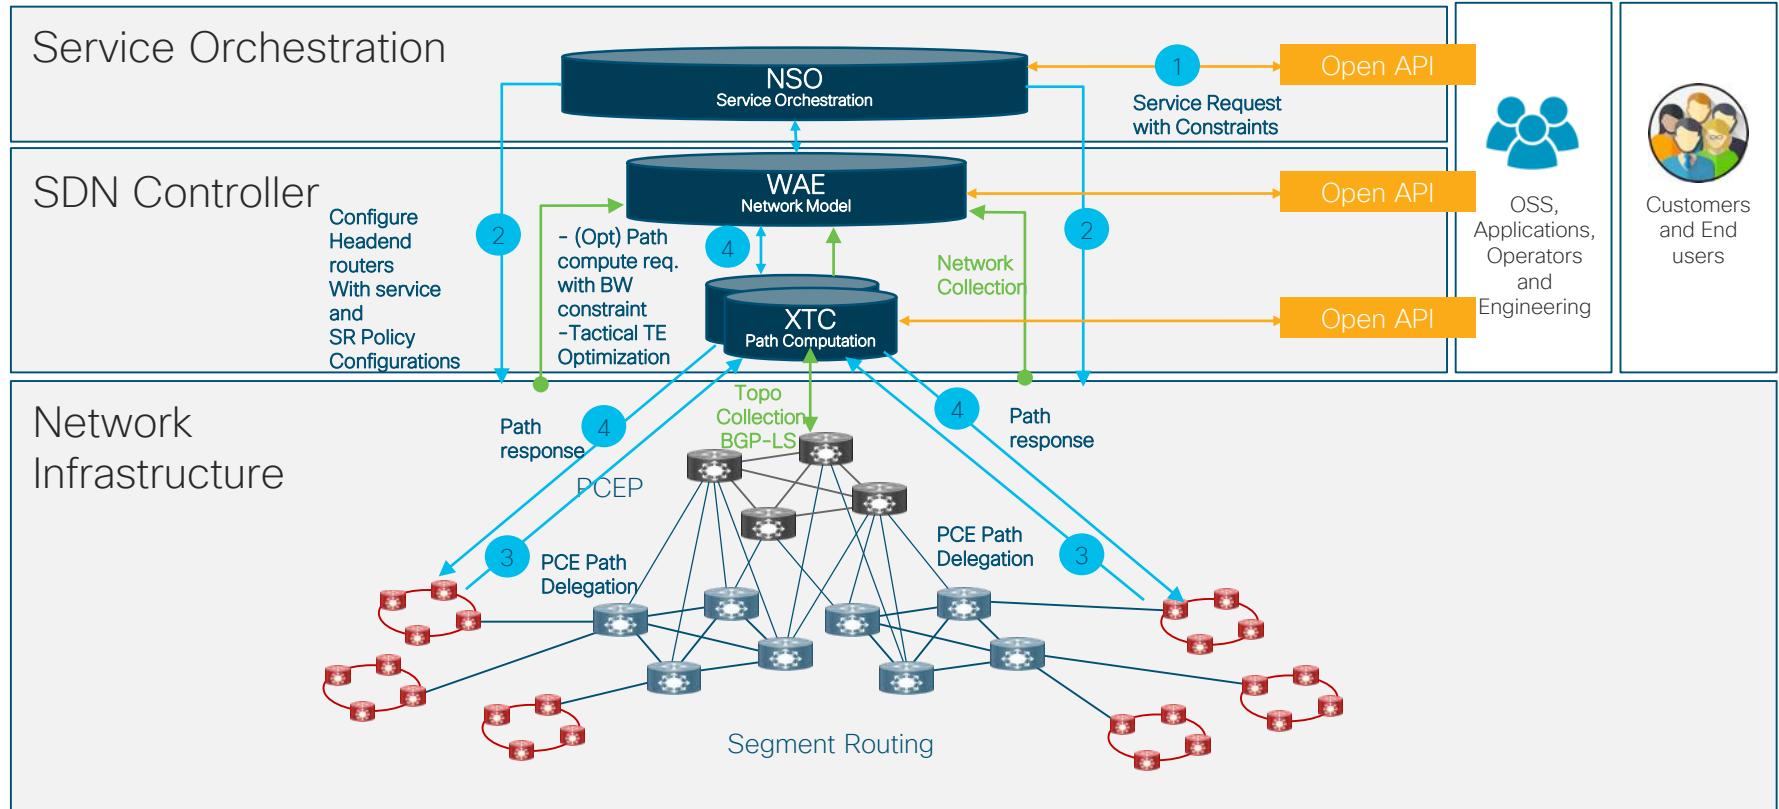 Service Orchestration
NSO
Service Orchestration
1
Open API
Service Request
with Constraints
SDN Controller
WAE
Network Model
Open API
Configure
Headend
routers
With service
and
SR Policy
Configurations
2
- (Opt) Path
compute req.
with BW
constraint
-Tactical TE
Optimization
4
Network
Collection
2
XTC
Path Computation
Open API
OSS,
Applications,
Operators
and
Engineering
Customers
and End
users
Network
Infrastructure
Path
response
4
Topo
Collection
BGP-LS
4
Path
response
PCEP
3
PCE Path
Delegation
PCE Path
Delegation
3
Segment Routing